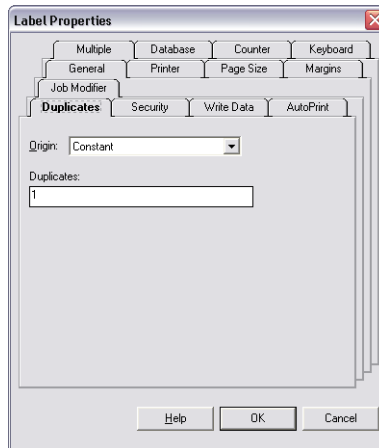 Label Properties
Multiple Database Counter Keyboard
General Printer Page Size Margins
Job Modifier
Duplicates Security Write Data AutoPrint
Origin: Constant
Duplicates:
1
Help OK Cancel